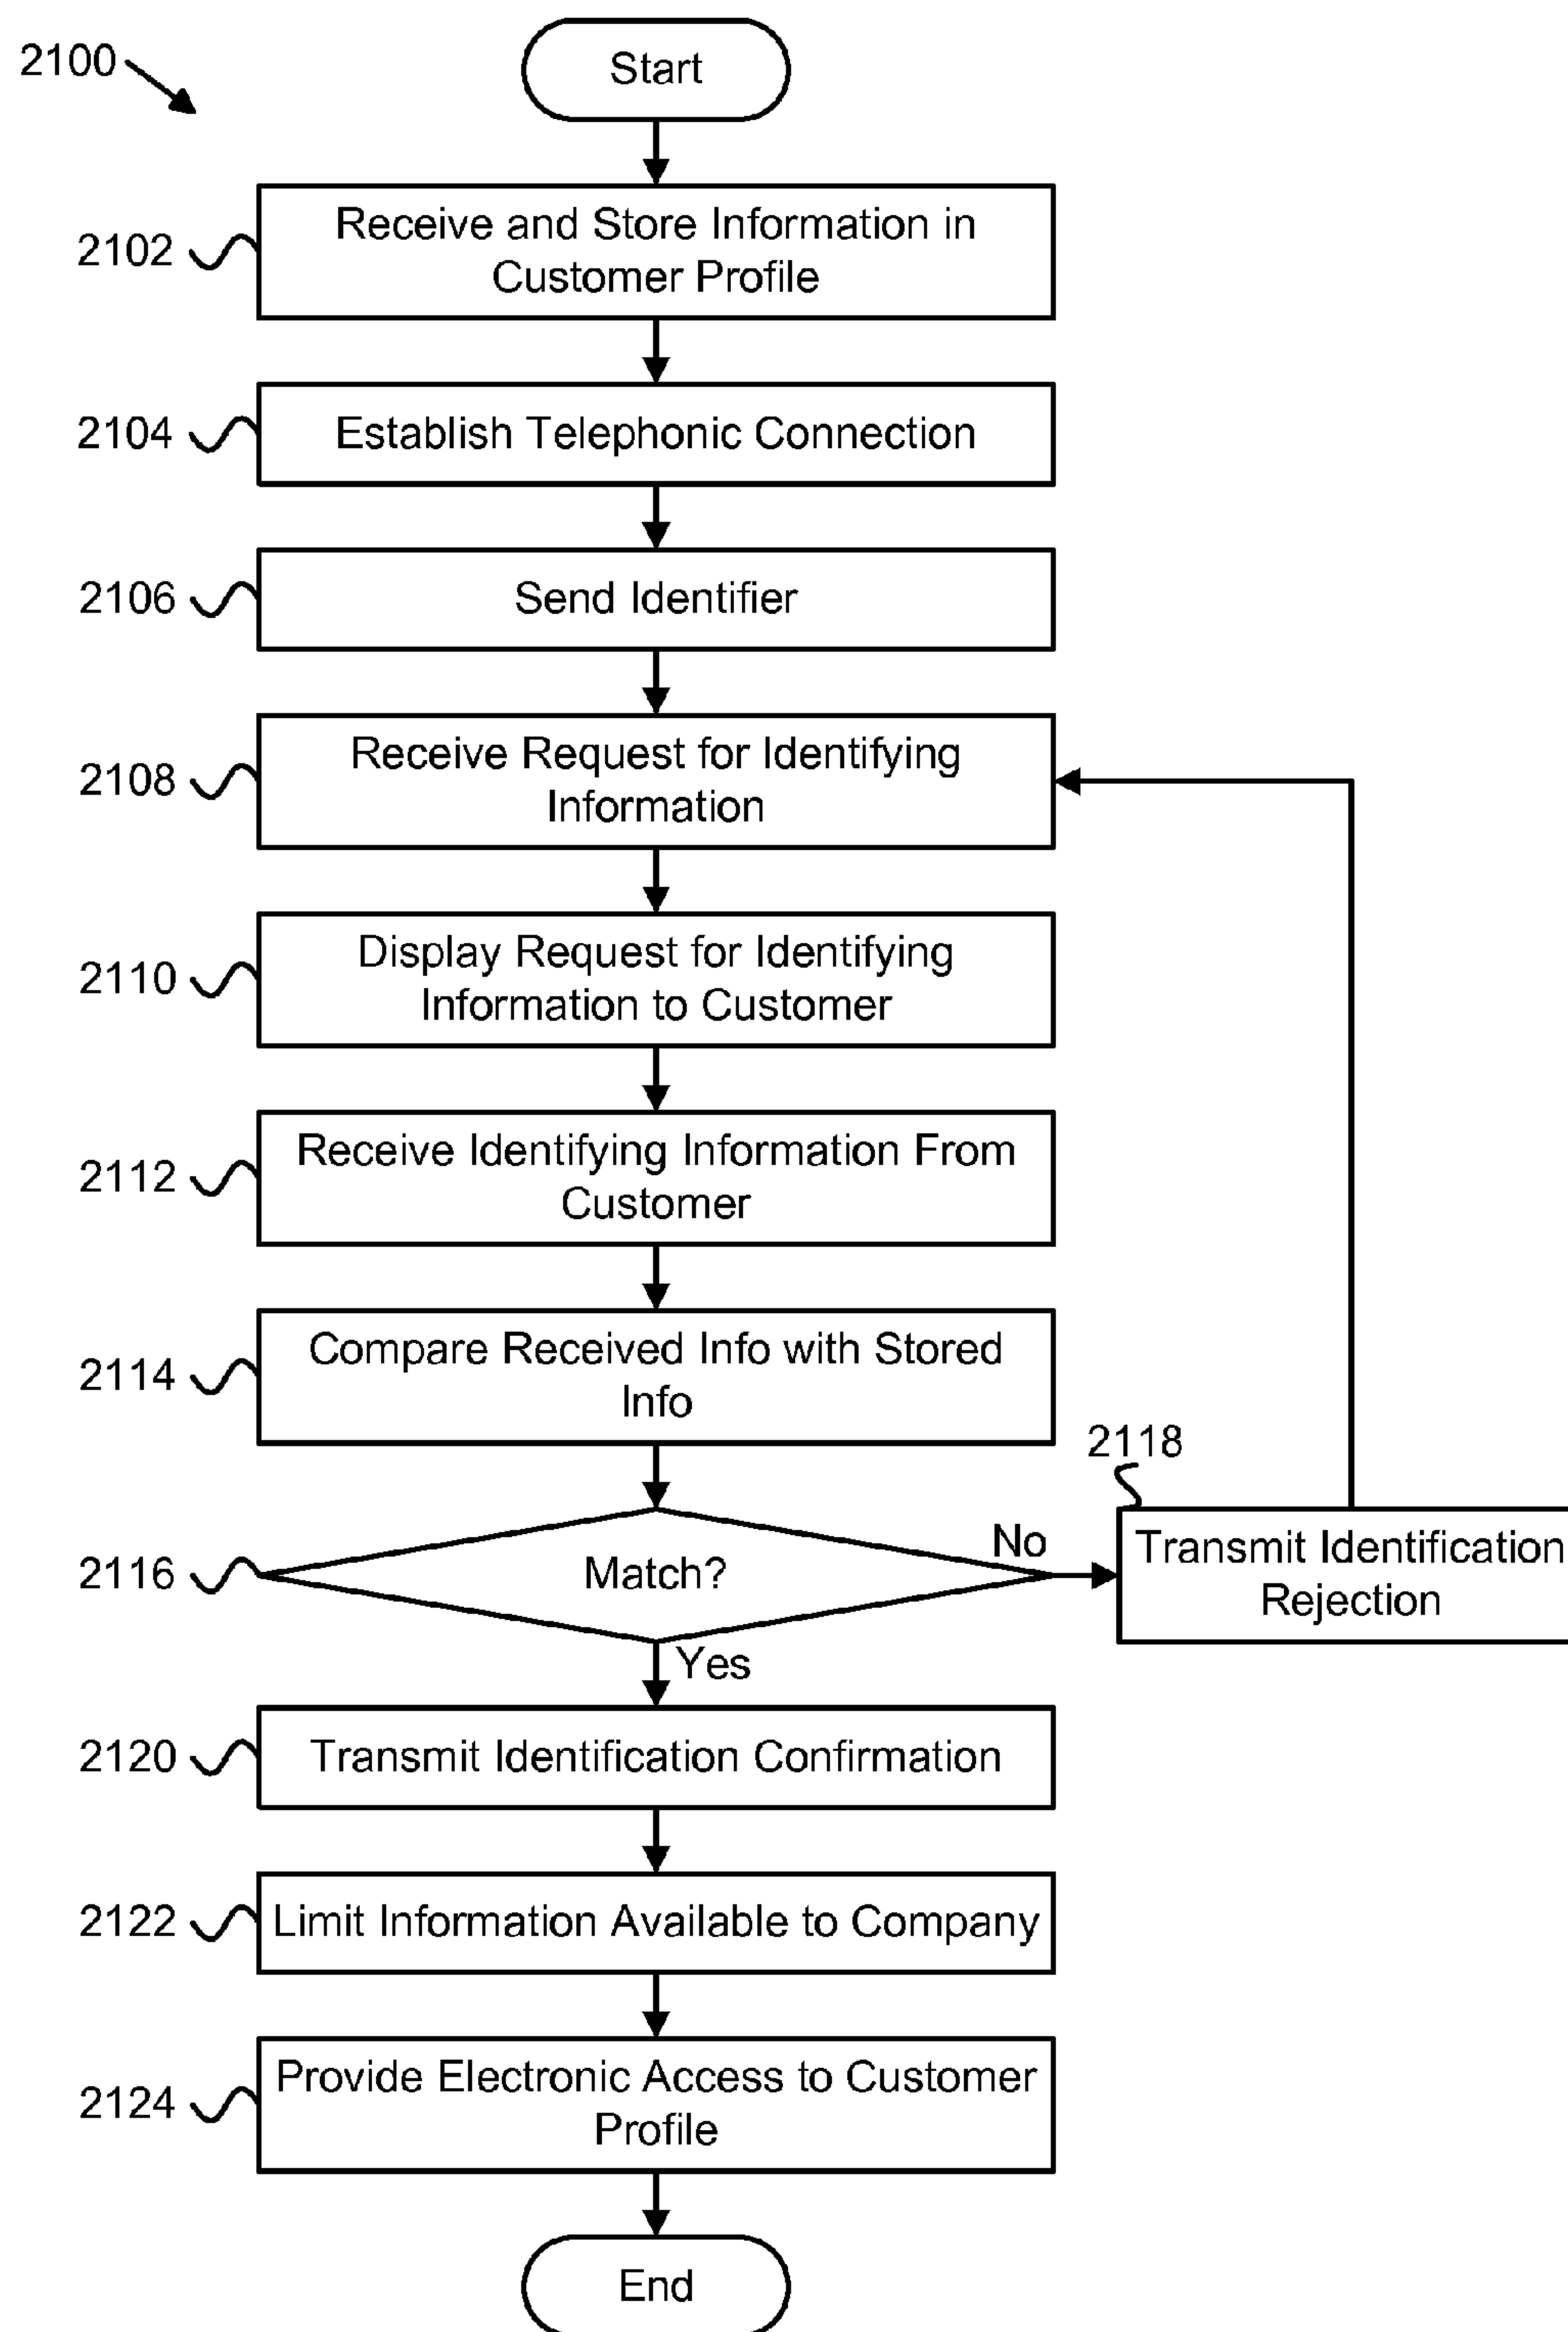 2100
Start
2102
Receive and Store Information in
Customer Profile
2104
Establish Telephonic Connection
2106
Send Identifier
2108
Receive Request for Identifying
Information
2110
Display Request for Identifying
Information to Customer
2112
Receive Identifying Information From
Customer
2114
Compare Received Info with Stored
Info
2116
Match?
No
2118
Transmit Identification
Rejection
Yes
2120
Transmit Identification Confirmation
2122
Limit Information Available to Company
2124
Provide Electronic Access to Customer
Profile
End